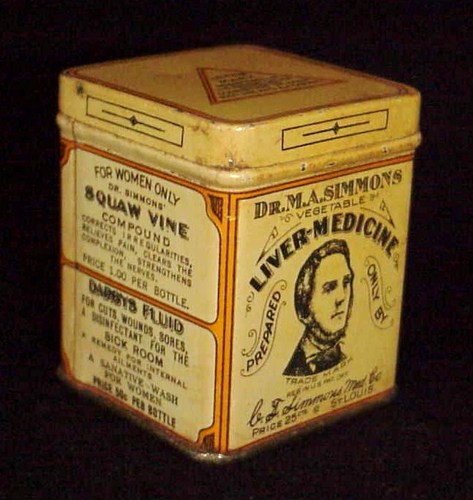 FOR WOMEN ONLY
DR. SIMMONS'
SQUAW VINE
COMPOUND
CORRECTS IRREGULARITIES,
RELIEVES PAIN, CLEARS THE
COMPLEXION, STRENGTHENS
THE NERVES
PRICE 1.00 PER BOTTLE.
DARBYS FLUID
FOR CUTS, WOUNDS, SORES,
A DISINFECTANT FOR THE
SICK ROOM
A REMEDY FOR INTERNAL
AILMENTS
A SANATIVE-WASH
FOR WOMEN
PRICE 50¢ PER BOTTLE
DR. M.A. SIMMONS
VEGETABLE
LIVER-MEDICINE
PREPARED
ONLY BY
TRADE MARK
C. F. Simmons Med. Co.
PRICE 25 CTS
ST LOUIS